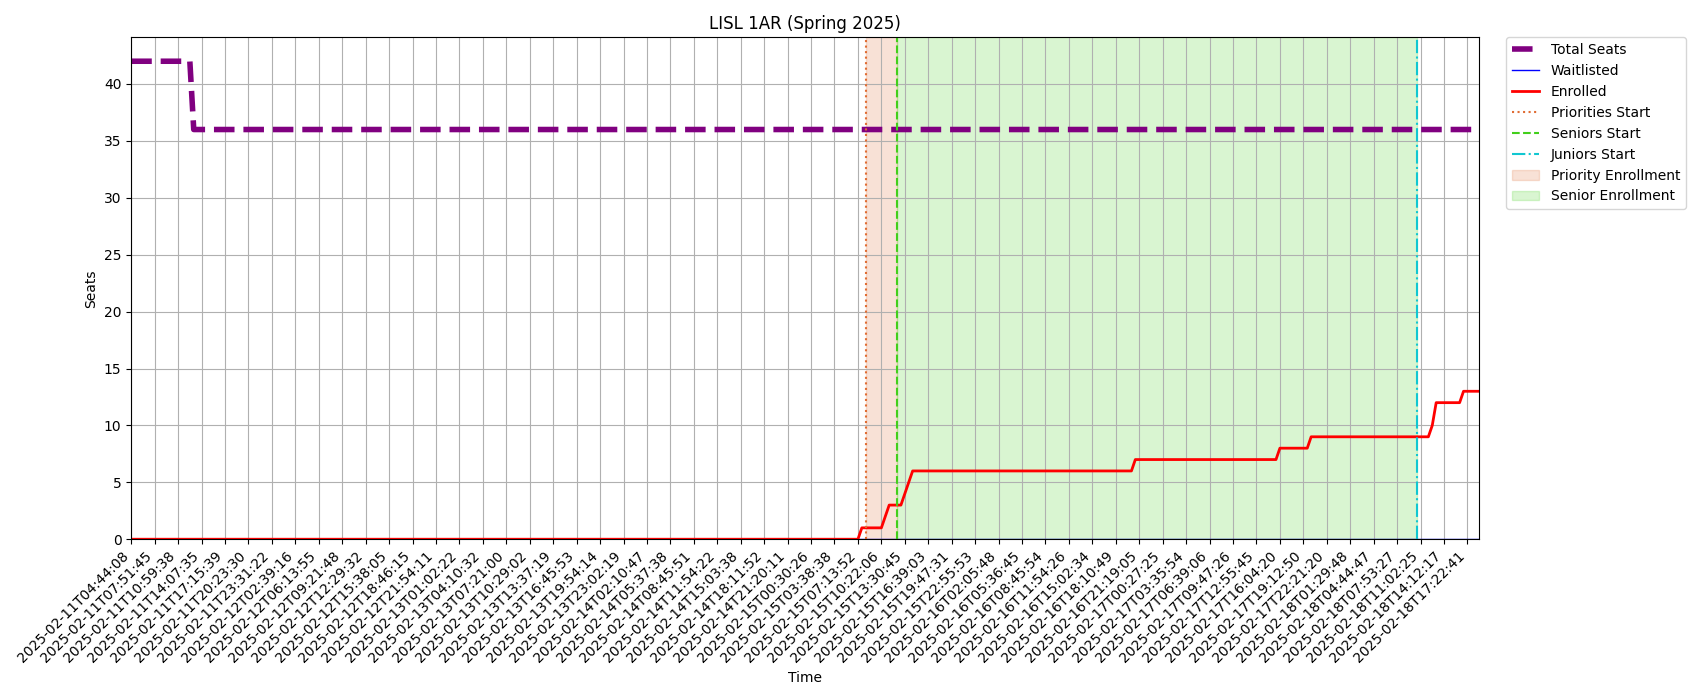 LISL 1AR (Spring 2025)
Total Seats
Waitlisted
Enrolled
Priorities Start
Seniors Start
Juniors Start
Priority Enrollment
Senior Enrollment
Seats
40
35
30
25
20
15
10
5
0
2025-02-11T04:44:08
2025-02-11T07:51:45
2025-02-11T10:59:38
2025-02-11T14:07:35
2025-02-11T17:15:39
2025-02-11T20:23:30
2025-02-11T23:31:22
2025-02-12T02:39:16
2025-02-12T06:13:55
2025-02-12T09:21:48
2025-02-12T12:29:32
2025-02-12T15:38:05
2025-02-12T18:46:15
2025-02-12T21:54:11
2025-02-13T01:02:22
2025-02-13T04:10:32
2025-02-13T07:21:00
2025-02-13T10:29:02
2025-02-13T13:37:19
2025-02-13T16:45:53
2025-02-13T19:54:14
2025-02-13T23:02:19
2025-02-14T02:10:47
2025-02-14T05:37:38
2025-02-14T08:45:51
2025-02-14T11:54:22
2025-02-14T15:03:38
2025-02-14T18:11:52
2025-02-14T21:20:11
2025-02-15T00:30:26
2025-02-15T03:38:38
2025-02-15T07:13:52
2025-02-15T10:22:06
2025-02-15T13:30:45
2025-02-15T16:39:03
2025-02-15T19:47:31
2025-02-15T22:55:53
2025-02-16T02:05:48
2025-02-16T05:36:45
2025-02-16T08:45:54
2025-02-16T11:54:26
2025-02-16T15:02:34
2025-02-16T18:10:49
2025-02-16T21:19:05
2025-02-17T00:27:25
2025-02-17T03:35:54
2025-02-17T06:39:06
2025-02-17T09:47:26
2025-02-17T12:55:45
2025-02-17T16:04:20
2025-02-17T19:12:50
2025-02-17T22:21:20
2025-02-18T01:29:48
2025-02-18T04:44:47
2025-02-18T07:53:27
2025-02-18T11:02:25
2025-02-18T14:12:17
2025-02-18T17:22:41
Time